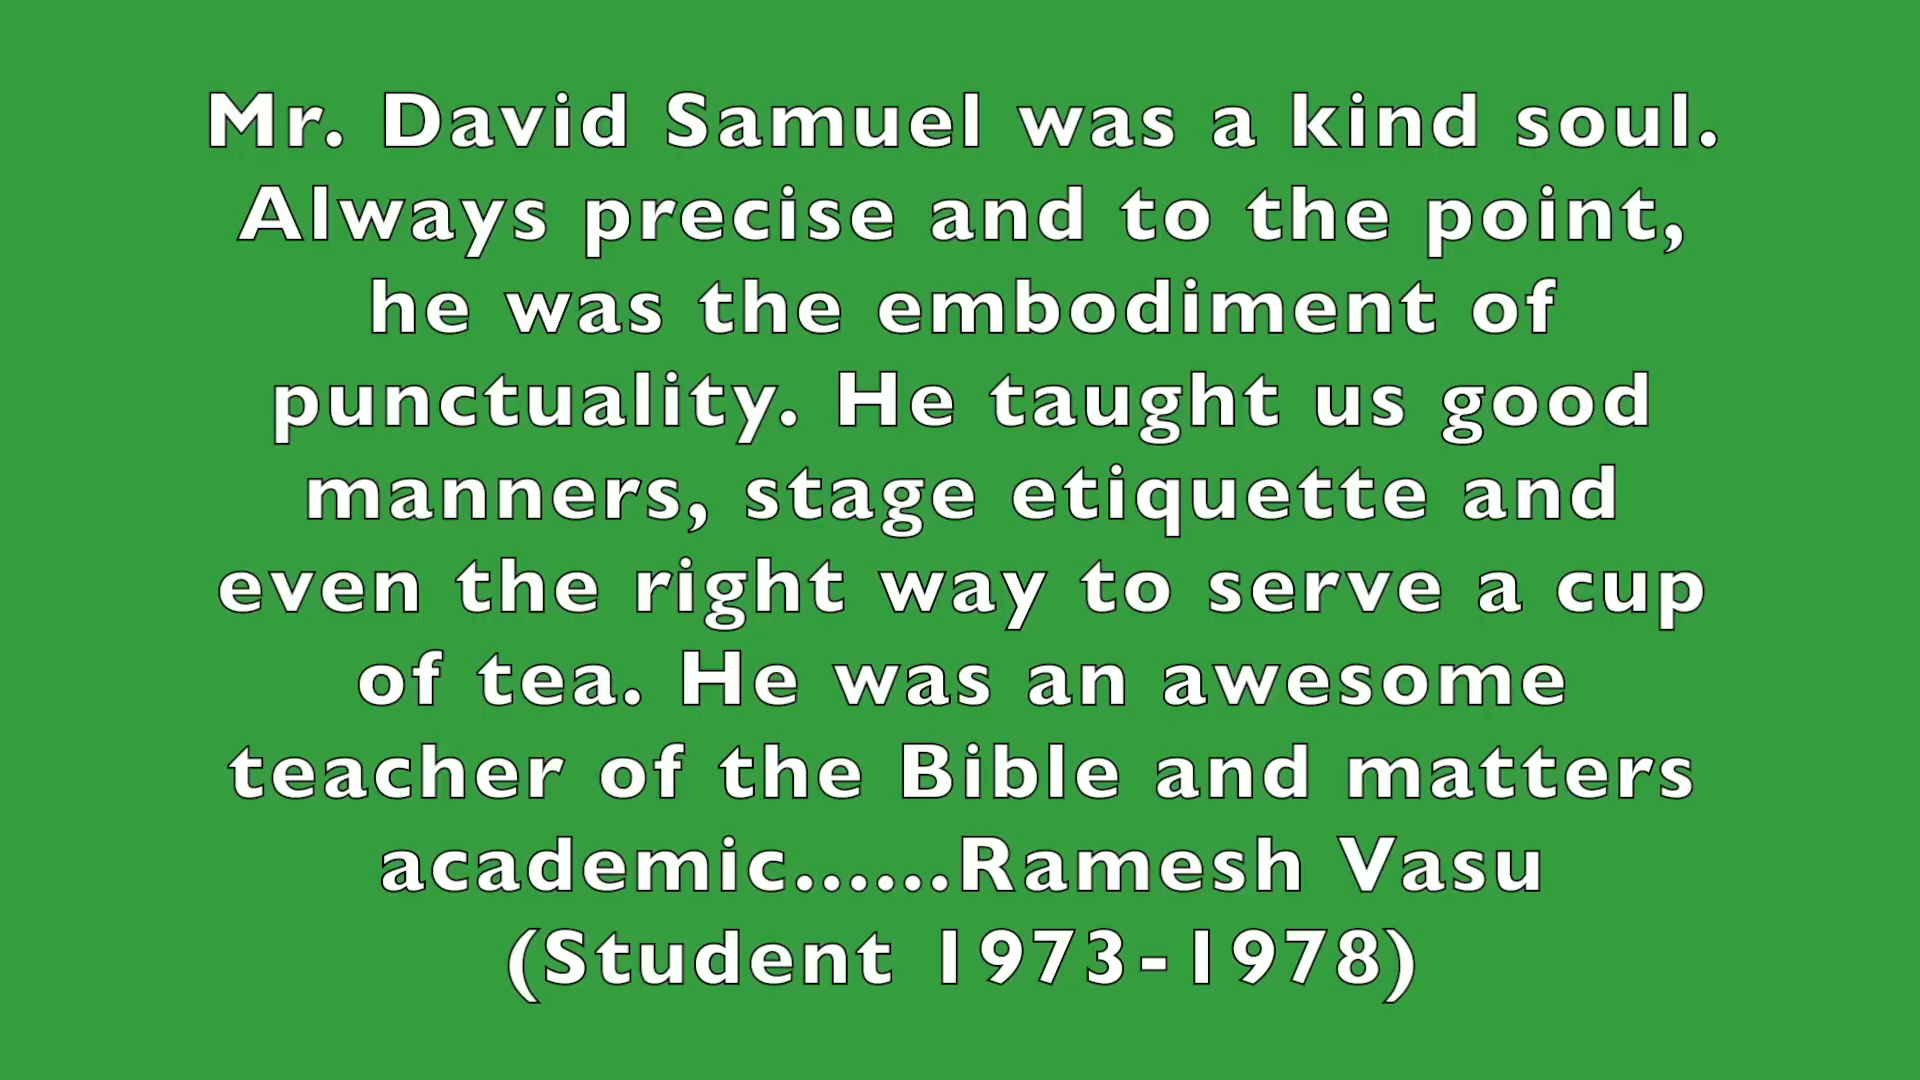 Mr. David Samuel was a kind soul.
Always precise and to the point,
he was the embodiment of
punctuality. He taught us good
manners, stage etiquette and
even the right way to serve a cup
of tea. He was an awesome
teacher of the Bible and matters
academic......Ramesh Vasu
(Student 1973-1978)